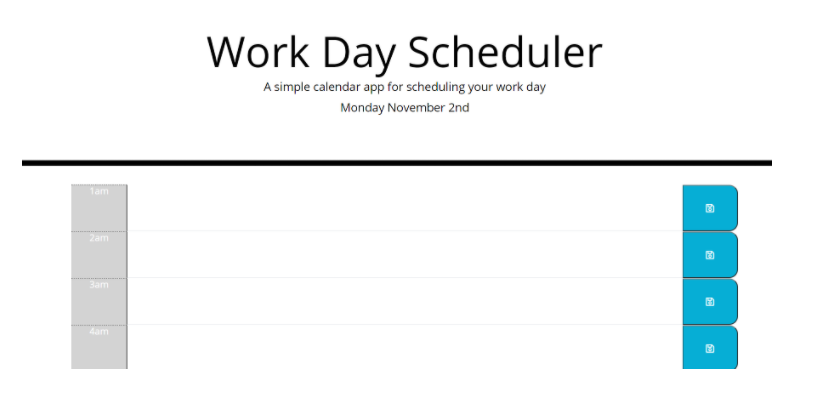 Work Day Scheduler
A simple calendar app for scheduling your work day
Monday November 2nd
1am
2am
3am
4am